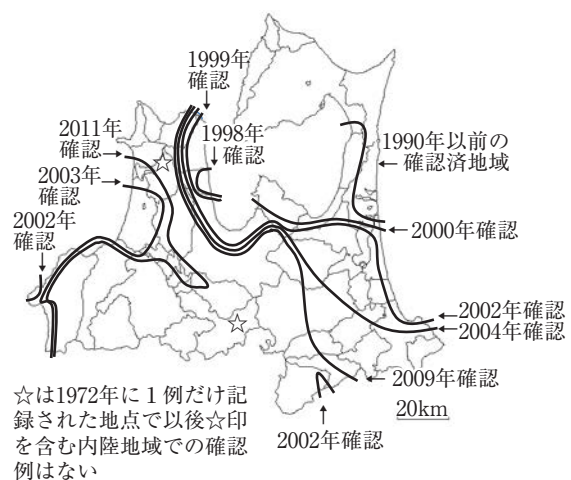 1999年
確認
2011年
確認
1998年
確認
1990年以前の
確認済地域
2003年
確認
2002年
確認
2000年確認
2002年確認
2004年確認
2009年確認
20km
2002年確認
☆は1972年に1例だけ記
録された地点で以後☆印
を含む内陸地域での確認
例はない